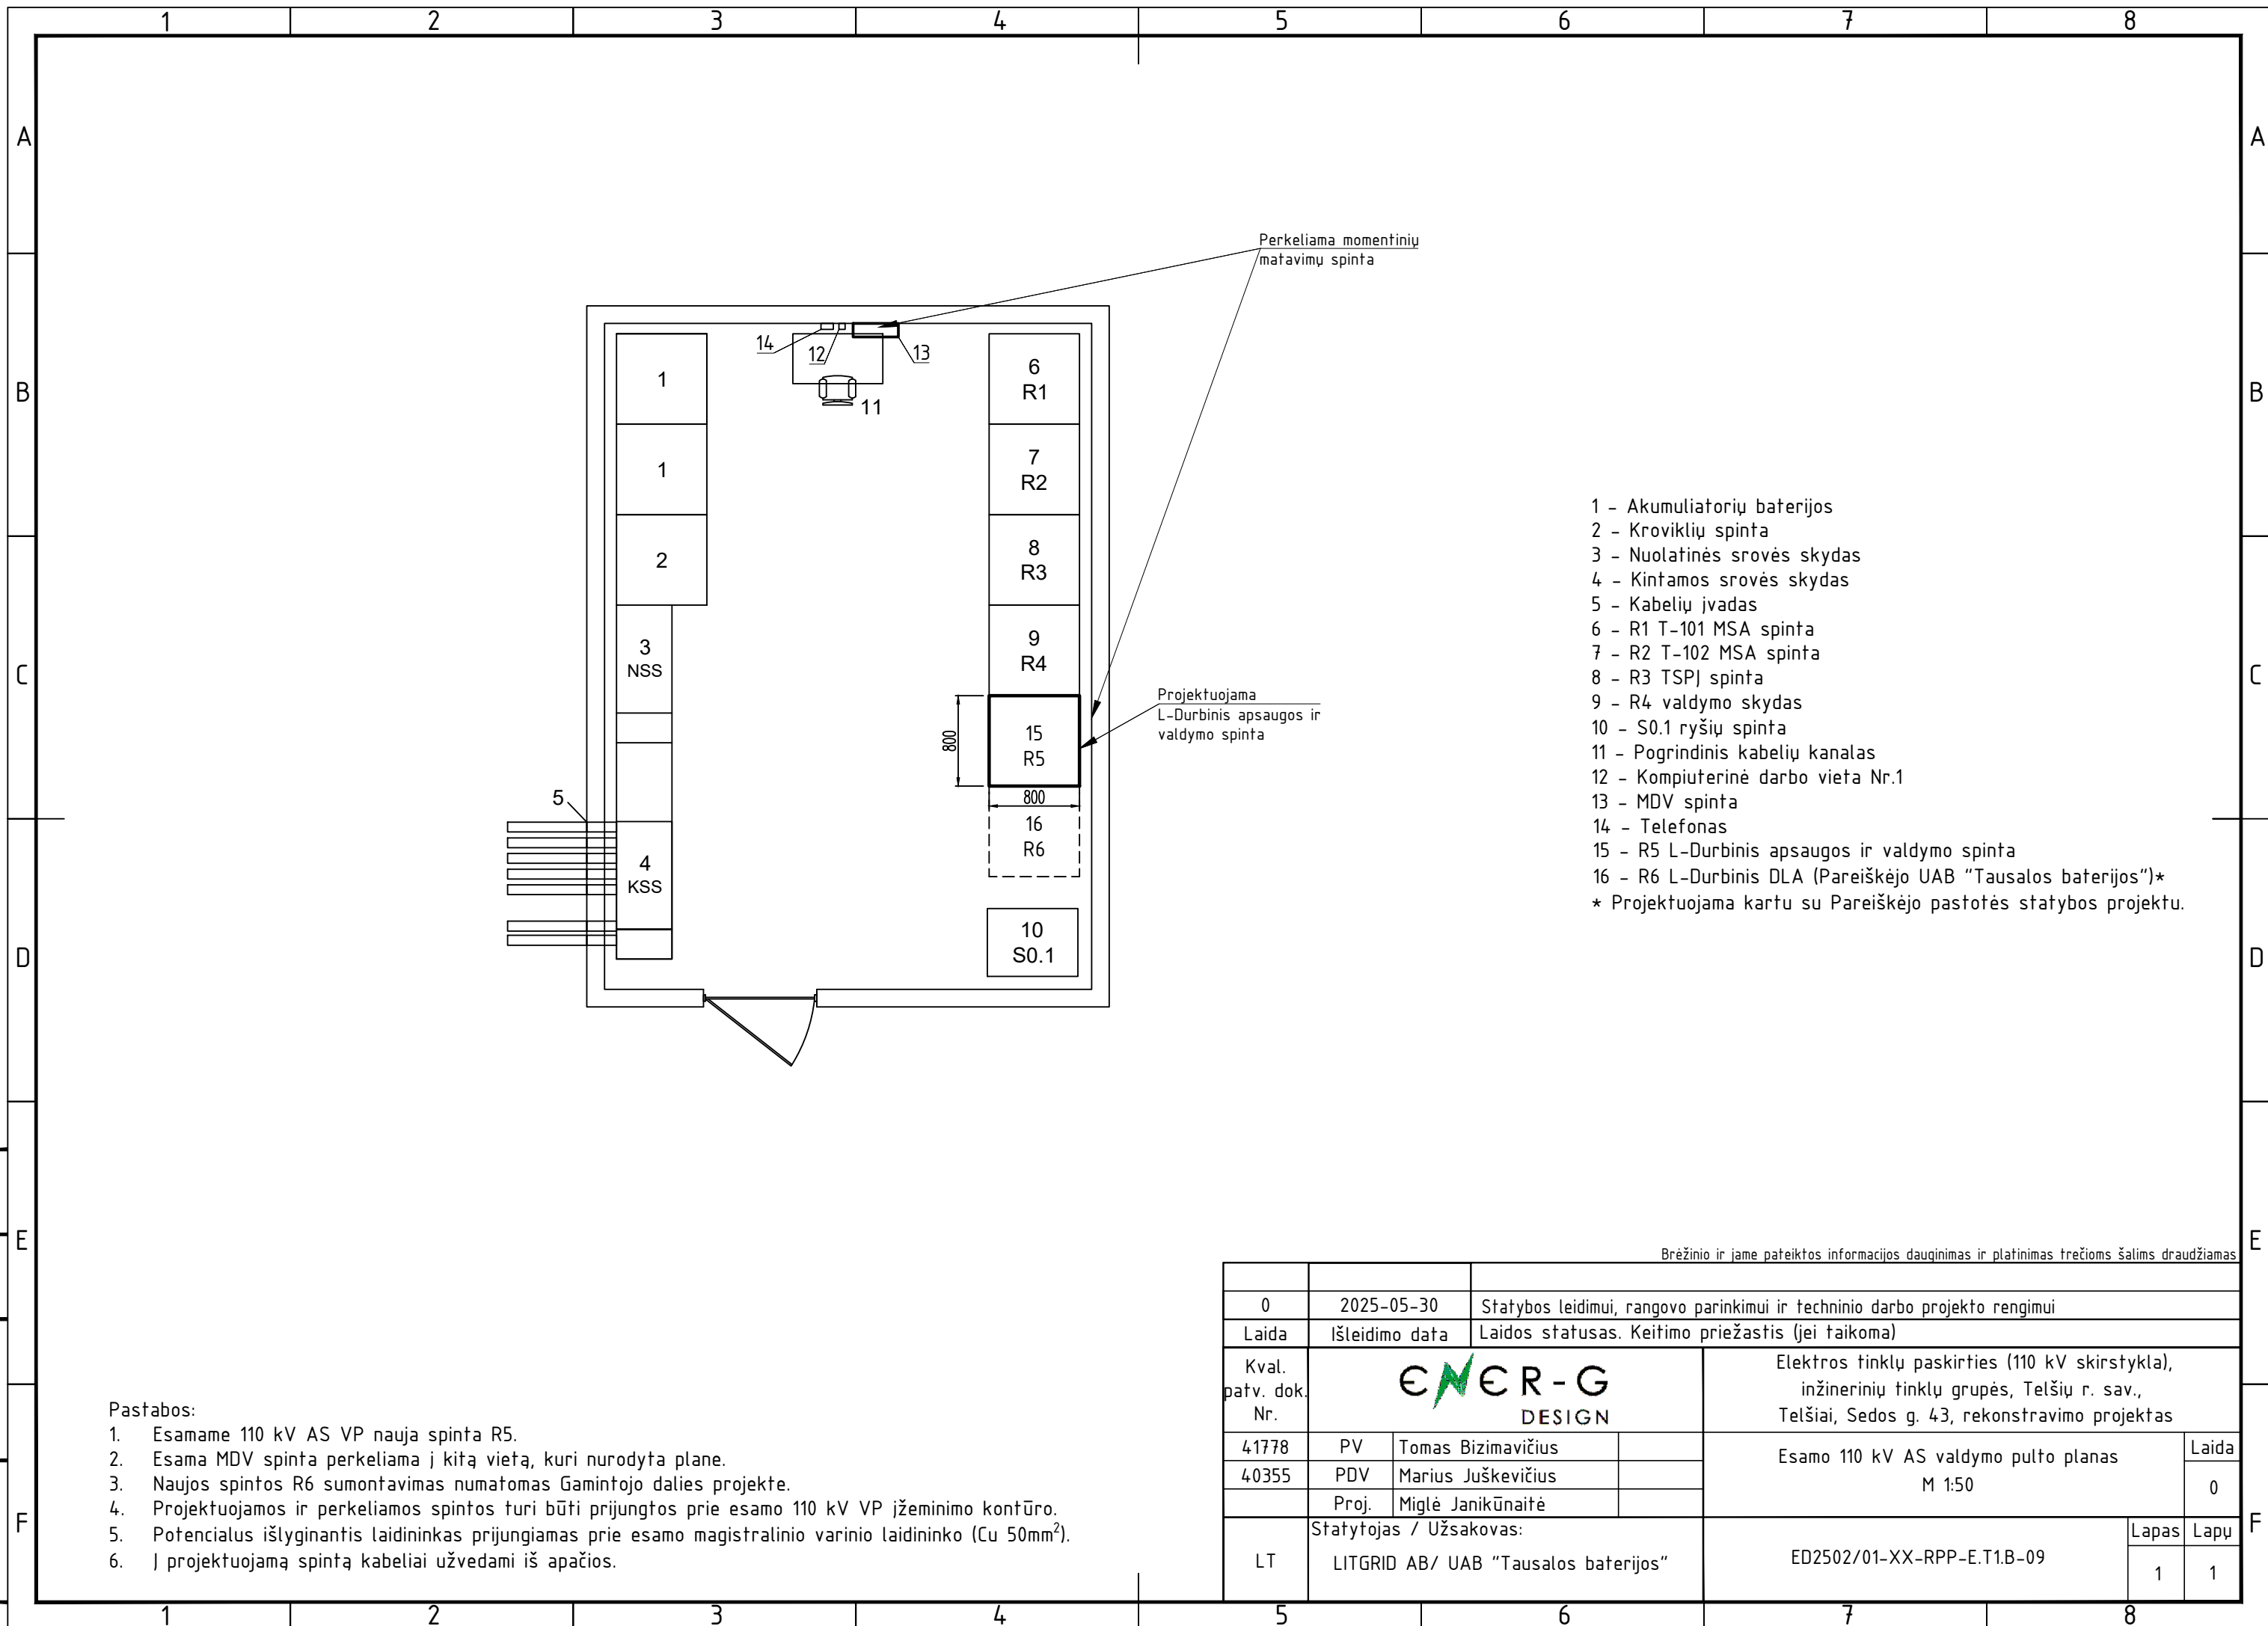 1 2 3 4 5 6 7 8
A A
B B
C C
D D
E E
F F
Perkeliama momentinių
matavimų spinta
14
12
13
11
1
1
2
3
NSS
5
4
KSS
6
R1
7
R2
8
R3
9
R4
Projektuojama
L-Durbinis apsaugos ir
valdymo spinta
800
15
R5
800
16
R6
10
S0.1
1 - Akumuliatorių baterijos
2 - Kroviklių spinta
3 - Nuolatinės srovės skydas
4 - Kintamos srovės skydas
5 - Kabelių įvadas
6 - R1 T-101 MSA spinta
7 - R2 T-102 MSA spinta
8 - R3 TSPĮ spinta
9 - R4 valdymo skydas
10 - S0.1 ryšių spinta
11 - Pogrindinis kabelių kanalas
12 - Kompiuterinė darbo vieta Nr.1
13 - MDV spinta
14 - Telefonas
15 - R5 L-Durbinis apsaugos ir valdymo spinta
16 - R6 L-Durbinis DLA (Pareiškėjo UAB "Tausalos baterijos")*
* Projektuojama kartu su Pareiškėjo pastotės statybos projektu.
Pastabos:
1. Esamame 110 kV AS VP nauja spinta R5.
2. Esama MDV spinta perkeliama į kitą vietą, kuri nurodyta plane.
3. Naujos spintos R6 sumontavimas numatomas Gamintojo dalies projekte.
4. Projektuojamos ir perkeliamos spintos turi būti prijungtos prie esamo 110 kV VP įžeminimo kontūro.
5. Potencialus išlyginantis laidininkas prijungiamas prie esamo magistralinio varinio laidininko (Cu 50mm²).
6. Į projektuojamą spintą kabeliai užvedami iš apačios.
Brėžinio ir jame pateiktos informacijos dauginimas ir platinimas trečioms šalims draudžiamas
0 2025-05-30 Statybos leidimui, rangovo parinkimui ir techninio darbo projekto rengimui
Laida Išleidimo data Laidos statusas. Keitimo priežastis (jei taikoma)
Kval.
patv. dok.
Nr.
ENER-G
DESIGN
Elektros tinklų paskirties (110 kV skirstykla),
inžinerinių tinklų grupės, Telšių r. sav.,
Telšiai, Sedos g. 43, rekonstravimo projektas
41778 PV Tomas Bizimavičius
40355 PDV Marius Juškevičius
Proj. Miglė Janikūnaitė
Esamo 110 kV AS valdymo pulto planas
M 1:50
Laida
0
LT
Statytojas / Užsakovas:
LITGRID AB/ UAB "Tausalos baterijos"
ED2502/01-XX-RPP-E.T1.B-09
Lapas Lapų
1 1
1 2 3 4 5 6 7 8